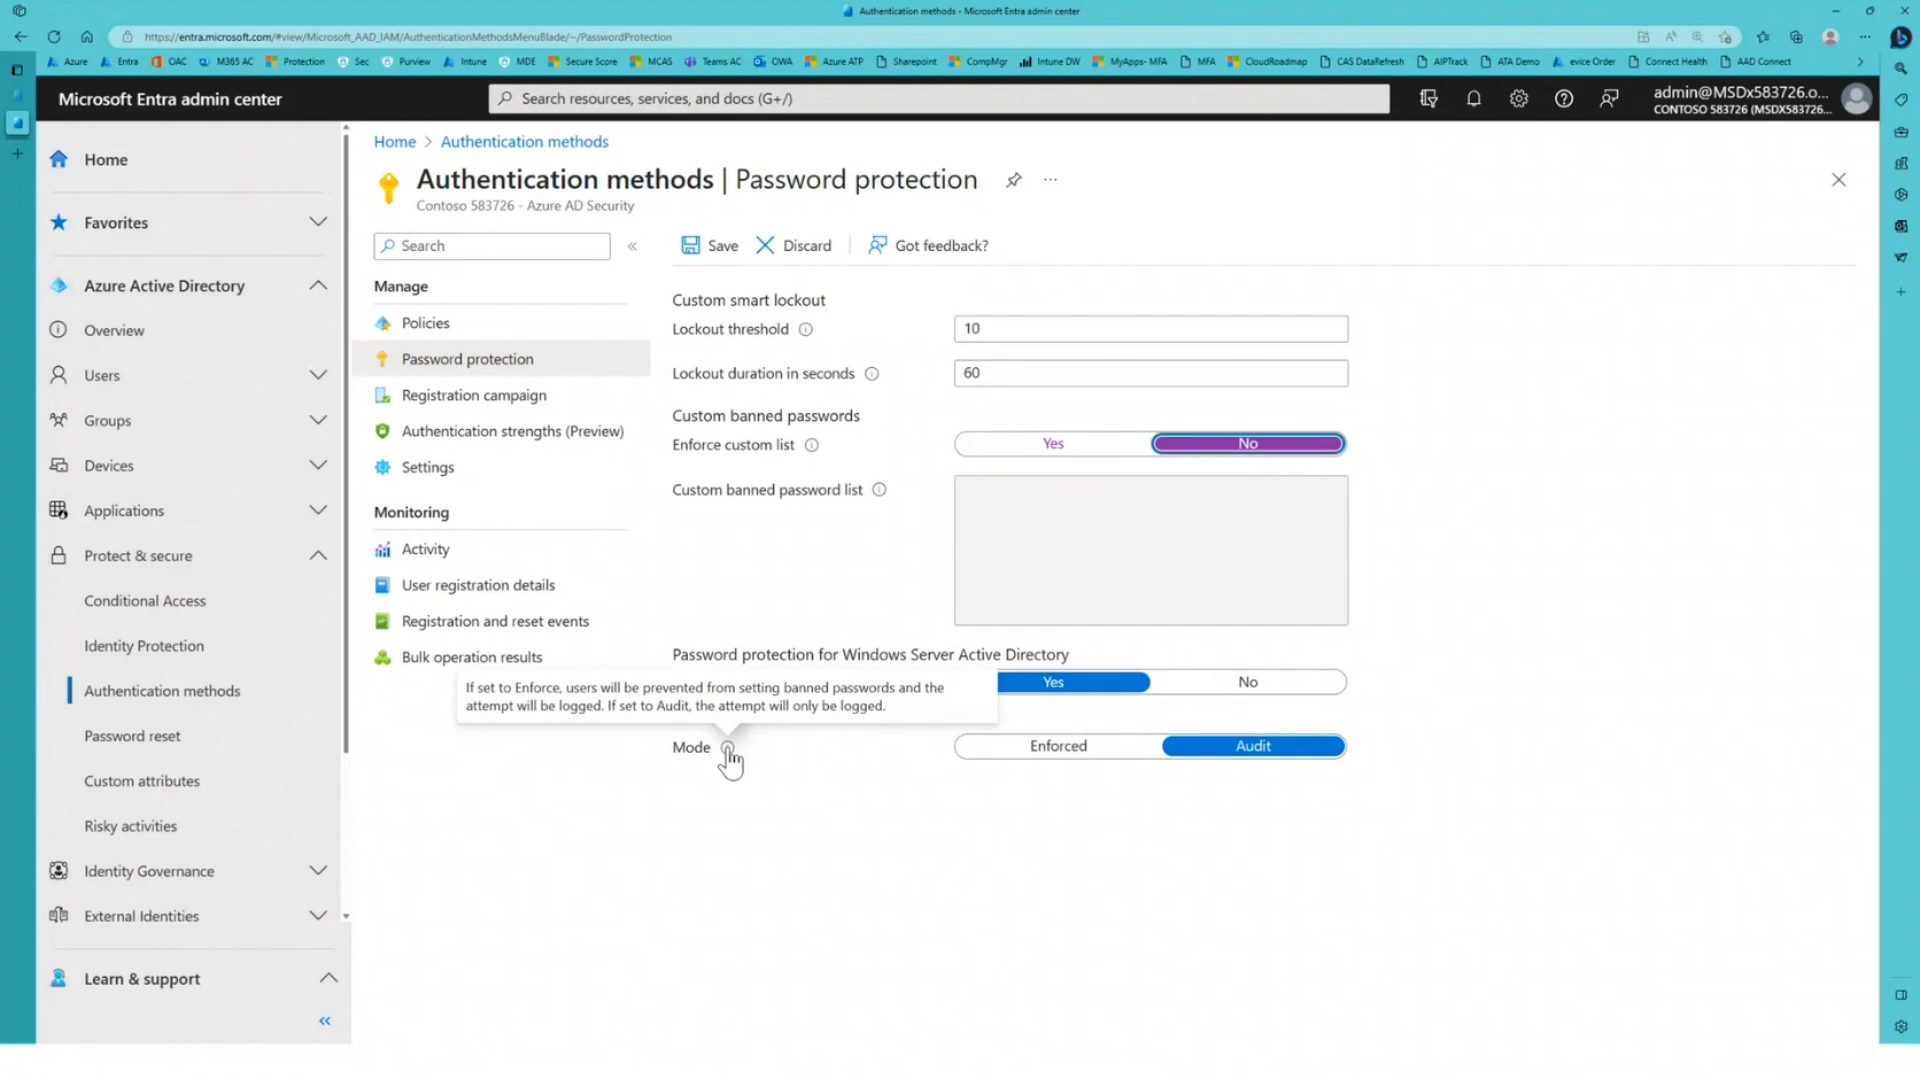 Authentication methods - Microsoft Entra admin center
https://entra.microsoft.com/#view/Microsoft_AAD_IAM/AuthenticationMethodsMenuBlade/~/PasswordProtection
Azure Entra OAC M365 AC Protection Sec Purview Intune MDE Secure Score MCAS Teams AC OWA Azure ATP Sharepoint CompMgr Intune DW MyApps- MFA MFA CloudRoadmap CAS DataRefresh AIPTrack ATA Demo evice Order Connect Health AAD Connect
Microsoft Entra admin center
Search resources, services, and docs (G+/)
admin@MSDx583726.o...
CONTOSO 583726 (MSDX583726...
Home
Favorites
Azure Active Directory
Overview
Users
Groups
Devices
Applications
Protect & secure
Conditional Access
Identity Protection
Authentication methods
Password reset
Custom attributes
Risky activities
Identity Governance
External Identities
Learn & support
Home > Authentication methods
Authentication methods | Password protection
Contoso 583726 - Azure AD Security
Search
Manage
Policies
Password protection
Registration campaign
Authentication strengths (Preview)
Settings
Monitoring
Activity
User registration details
Registration and reset events
Bulk operation results
Save Discard Got feedback?
Custom smart lockout
Lockout threshold 10
Lockout duration in seconds 60
Custom banned passwords
Enforce custom list Yes No
Custom banned password list
Password protection for Windows Server Active Directory
Yes No
If set to Enforce, users will be prevented from setting banned passwords and the
attempt will be logged. If set to Audit, the attempt will only be logged.
Mode Enforced Audit